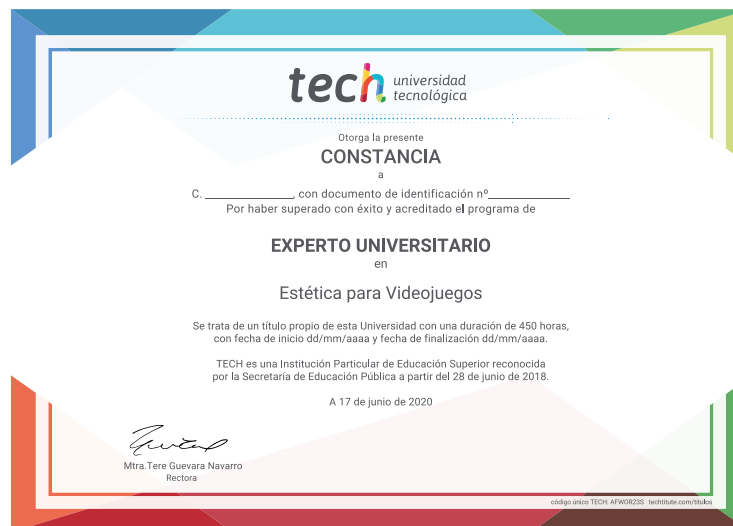 tech universidad
tecnológica
Otorga la presente
CONSTANCIA
a
C. ______________, con documento de identificación nº______________
Por haber superado con éxito y acreditado el programa de
EXPERTO UNIVERSITARIO
en
Estética para Videojuegos
Se trata de un título propio de esta Universidad con una duración de 450 horas,
con fecha de inicio dd/mm/aaaa y fecha de finalización dd/mm/aaaa.
TECH es una Institución Particular de Educación Superior reconocida
por la Secretaría de Educación Pública a partir del 28 de junio de 2018.
A 17 de junio de 2020
Mtra.Tere Guevara Navarro
Rectora
código único TECH: AFWOR23S techtitute.com/titulos